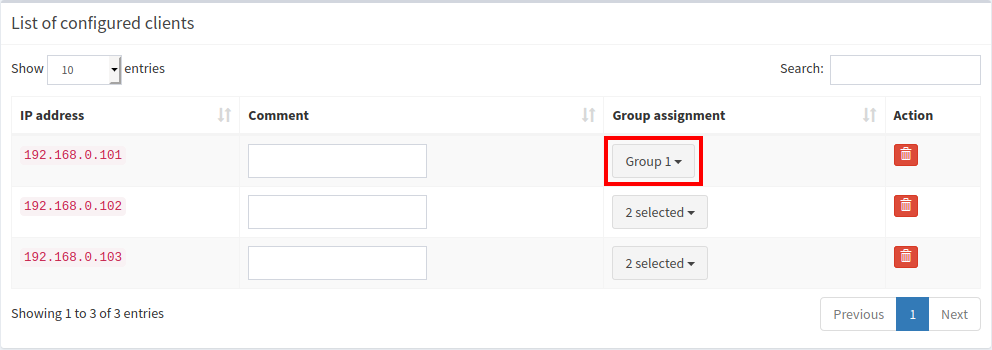 List of configured clients
Show 10 entries Search:
IP address Comment Group assignment Action
192.168.0.101 Group 1
192.168.0.102 2 selected
192.168.0.103 2 selected
Showing 1 to 3 of 3 entries Previous 1 Next